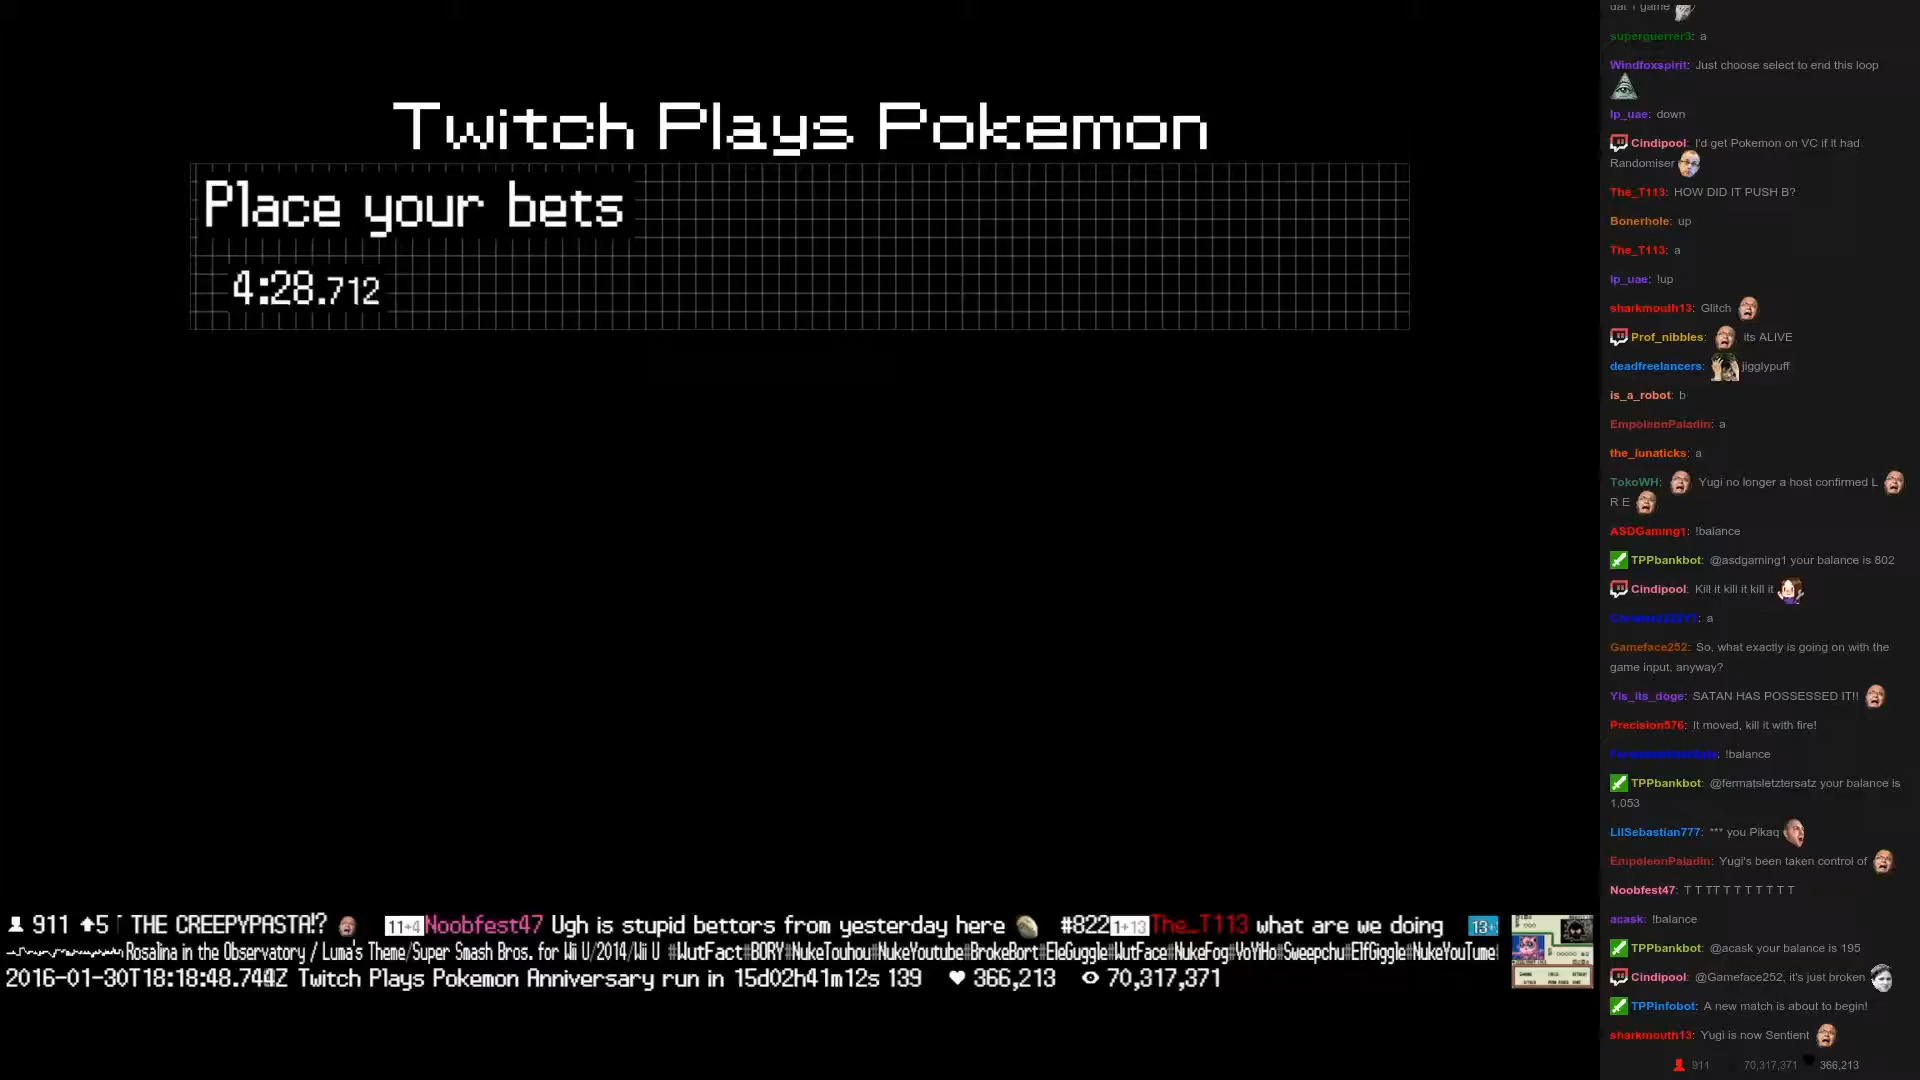 Twitch Plays Pokemon
Place your bets
4:28.712
911 5 THE CREEPYPASTA!? 11+4 Noobfest47 Ugh is stupid bettors from yesterday here #822 1+13 The_T113 what are we doing 13+
Rosalina in the Observatory / Luma's Theme/Super Smash Bros. for Wii U/2014/Wii U #WutFact#BORY#NukeTouhou#NukeYoutube#BrokeBort#EleGuggle#WutFace#NukeFog#VoYiHo#Sweepchu#ElfGiggle#NukeYouTume
2016-01-30T18:18:48.744Z Twitch Plays Pokemon Anniversary run in 15d02h41m12s 139 366,213 70,317,371
dat 1 game
superguerrer3: a
Windfoxspirit: Just choose select to end this loop
lp_uae: down
Cindipool: I'd get Pokemon on VC if it had
Randomiser
The_T113: HOW DID IT PUSH B?
Bonerhole: up
The_T113: a
lp_uae: !up
sharkmouth13: Glitch
Prof_nibbles: its ALIVE
deadfreelancers: jigglypuff
is_a_robot: b
EmpoleonPaladin: a
the_lunaticks: a
TokoWH: Yugi no longer a host confirmed L
R E
ASDGaming1: !balance
TPPbankbot: @asdgaming1 your balance is 802
Cindipool: Kill it kill it kill it
: a
Gameface252: So, what exactly is going on with the
game input, anyway?
Yls_its_doge: SATAN HAS POSSESSED IT!!
Precision576: It moved, kill it with fire!
: !balance
TPPbankbot: @fermatsletztersatz your balance is
1,053
LilSebastian777: *** you Pikaq
EmpoleonPaladin: Yugi's been taken control of
Noobfest47: T T TT T T T T T T
acask: !balance
TPPbankbot: @acask your balance is 195
Cindipool: @Gameface252, it's just broken
TPPInfobot: A new match is about to begin!
sharkmouth13: Yugi is now Sentient
911 70,317,371 366,213